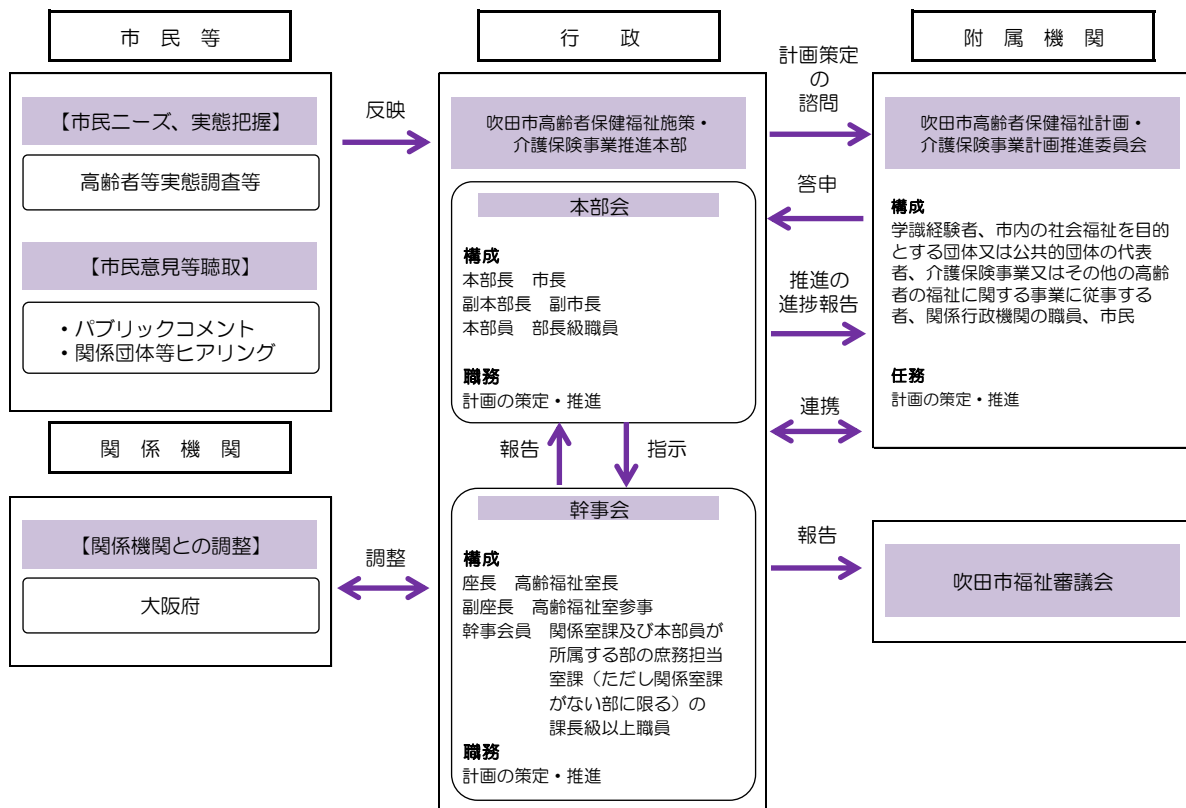 市民等
【市民ニーズ、実態把握】
高齢者等実態調査等
【市民意見等聴取】
・パブリックコメント
・関係団体等ヒアリング
関係機関
【関係機関との調整】
大阪府
反映
調整
行政
吹田市高齢者保健福祉施策・
介護保険事業推進本部
本部会
構成
本部長 市長
副本部長 副市長
本部員 部長級職員
職務
計画の策定・推進
報告
指示
幹事会
構成
座長 高齢福祉室長
副座長 高齢福祉室参事
幹事会員 関係室課及び本部員が
所属する部の庶務担当
室課（ただし関係室課
がない部に限る）の
課長級以上職員
職務
計画の策定・推進
計画策定
の
諮問
答申
推進の
進捗報告
連携
報告
附属機関
吹田市高齢者保健福祉計画・
介護保険事業計画推進委員会
構成
学識経験者、市内の社会福祉を目的
とする団体又は公共的団体の代表
者、介護保険事業又はその他の高齢
者の福祉に関する事業に従事する
者、関係行政機関の職員、市民
任務
計画の策定・推進
吹田市福祉審議会